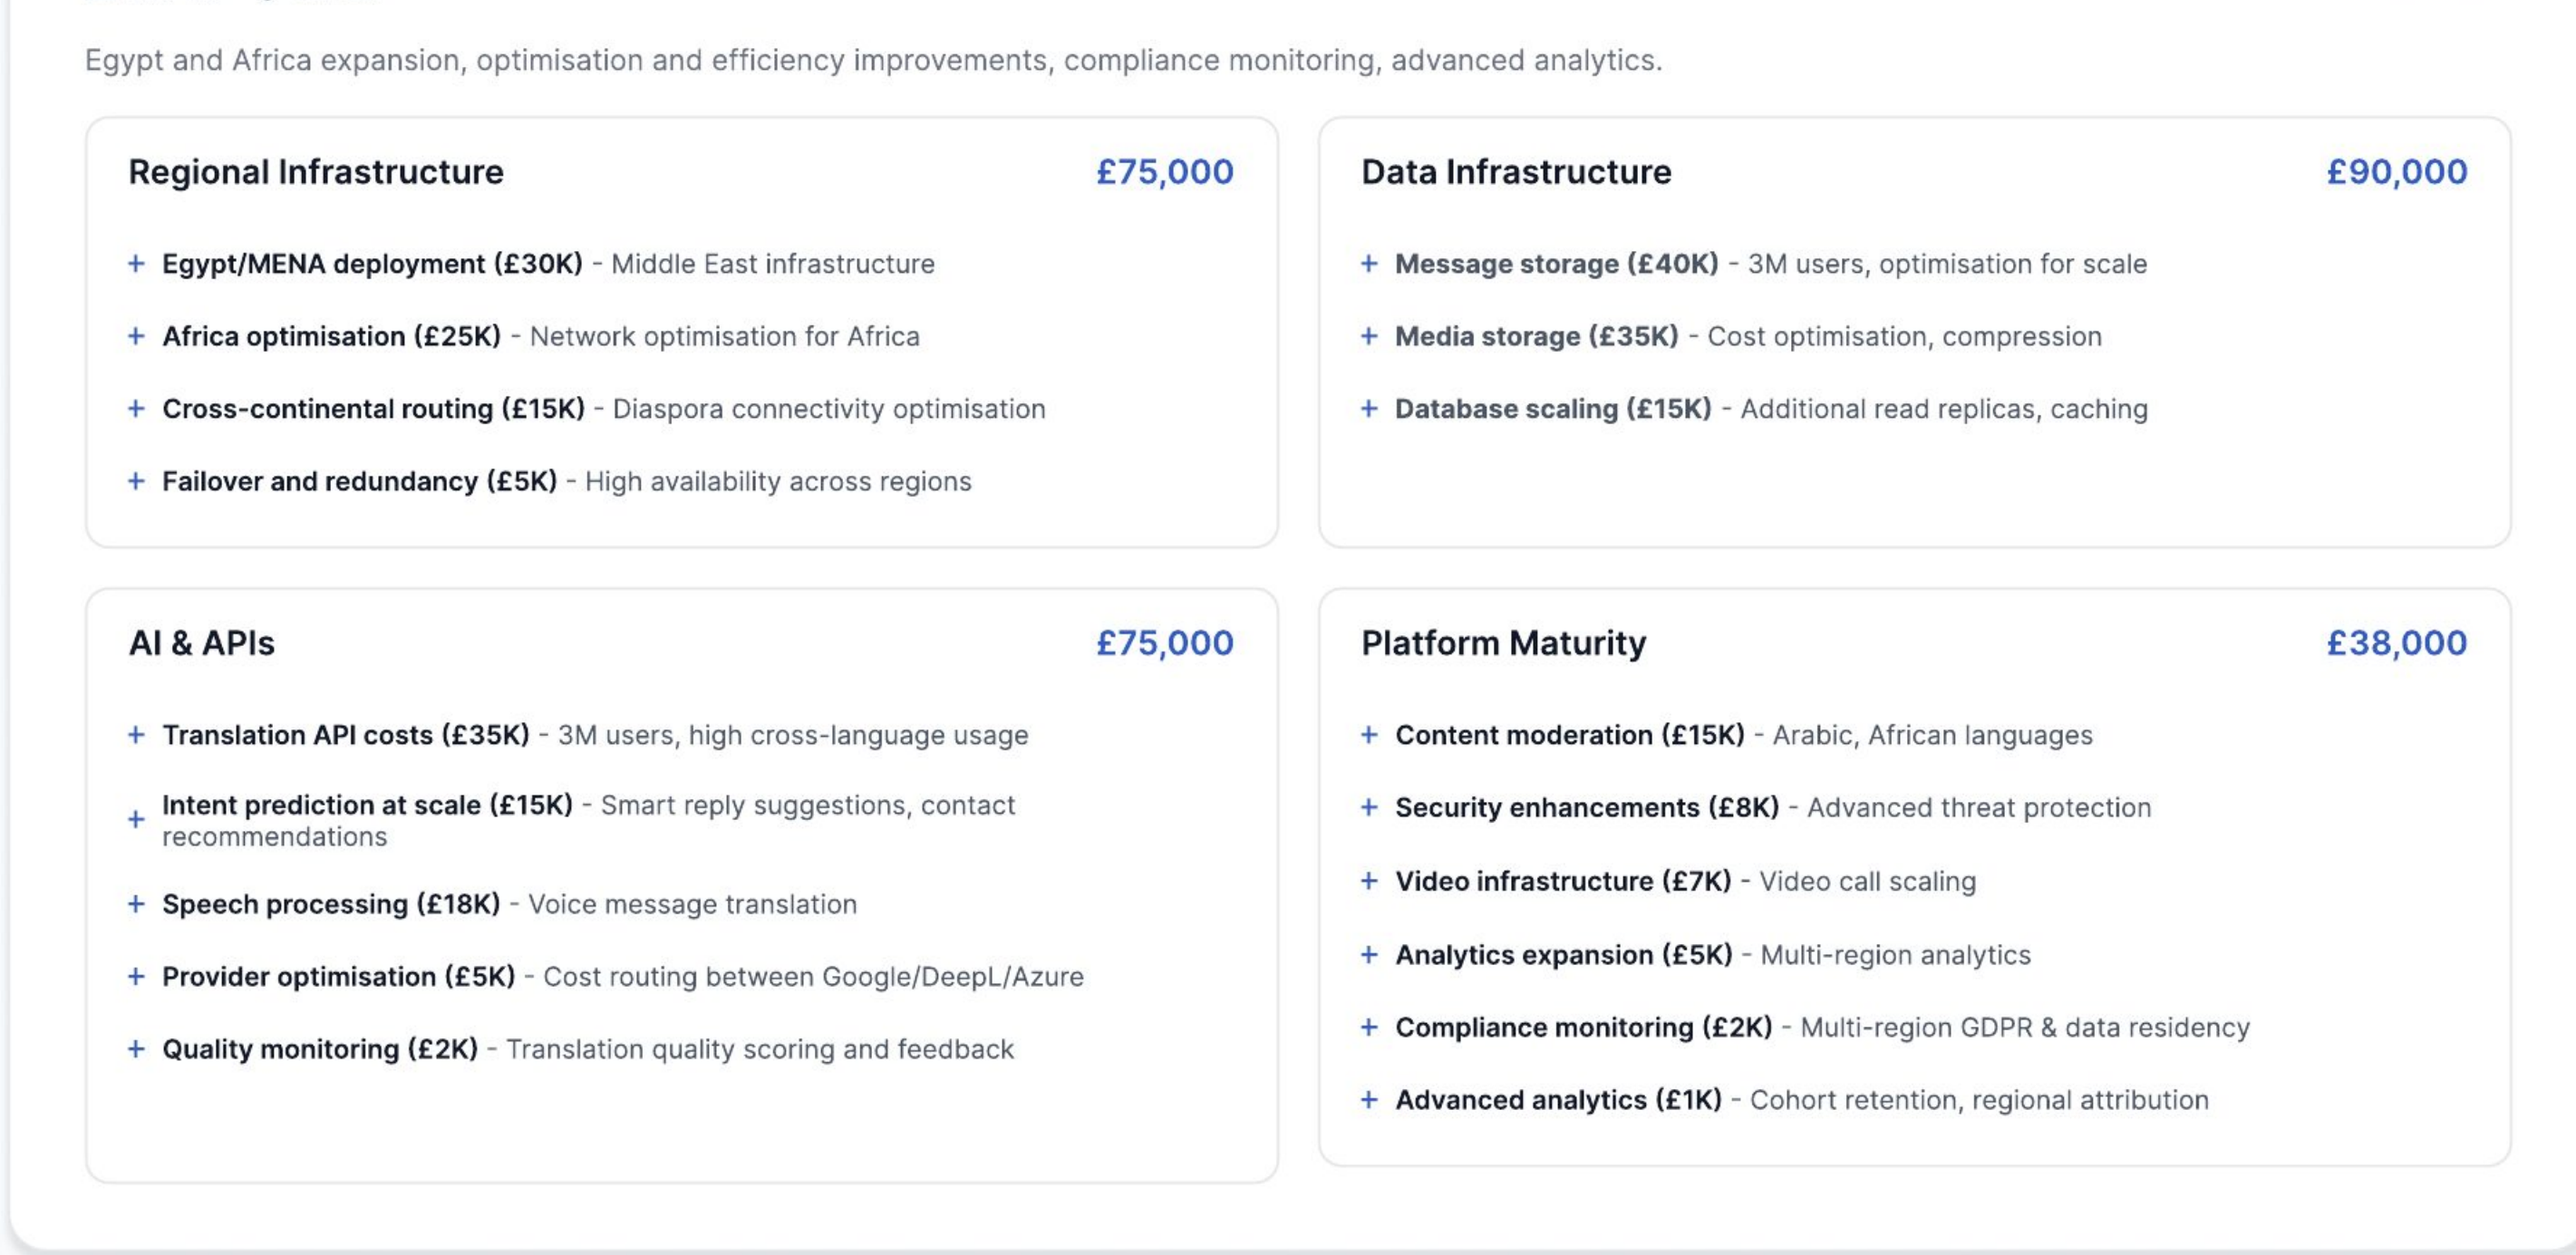 Egypt and Africa expansion, optimisation and efficiency improvements, compliance monitoring, advanced analytics.
Regional Infrastructure £75,000
+ Egypt/MENA deployment (£30K) - Middle East infrastructure
+ Africa optimisation (£25K) - Network optimisation for Africa
+ Cross-continental routing (£15K) - Diaspora connectivity optimisation
+ Failover and redundancy (£5K) - High availability across regions
Data Infrastructure £90,000
+ Message storage (£40K) - 3M users, optimisation for scale
+ Media storage (£35K) - Cost optimisation, compression
+ Database scaling (£15K) - Additional read replicas, caching
AI & APIs £75,000
+ Translation API costs (£35K) - 3M users, high cross-language usage
+ Intent prediction at scale (£15K) - Smart reply suggestions, contact
recommendations
+ Speech processing (£18K) - Voice message translation
+ Provider optimisation (£5K) - Cost routing between Google/DeepL/Azure
+ Quality monitoring (£2K) - Translation quality scoring and feedback
Platform Maturity £38,000
+ Content moderation (£15K) - Arabic, African languages
+ Security enhancements (£8K) - Advanced threat protection
+ Video infrastructure (£7K) - Video call scaling
+ Analytics expansion (£5K) - Multi-region analytics
+ Compliance monitoring (£2K) - Multi-region GDPR & data residency
+ Advanced analytics (£1K) - Cohort retention, regional attribution